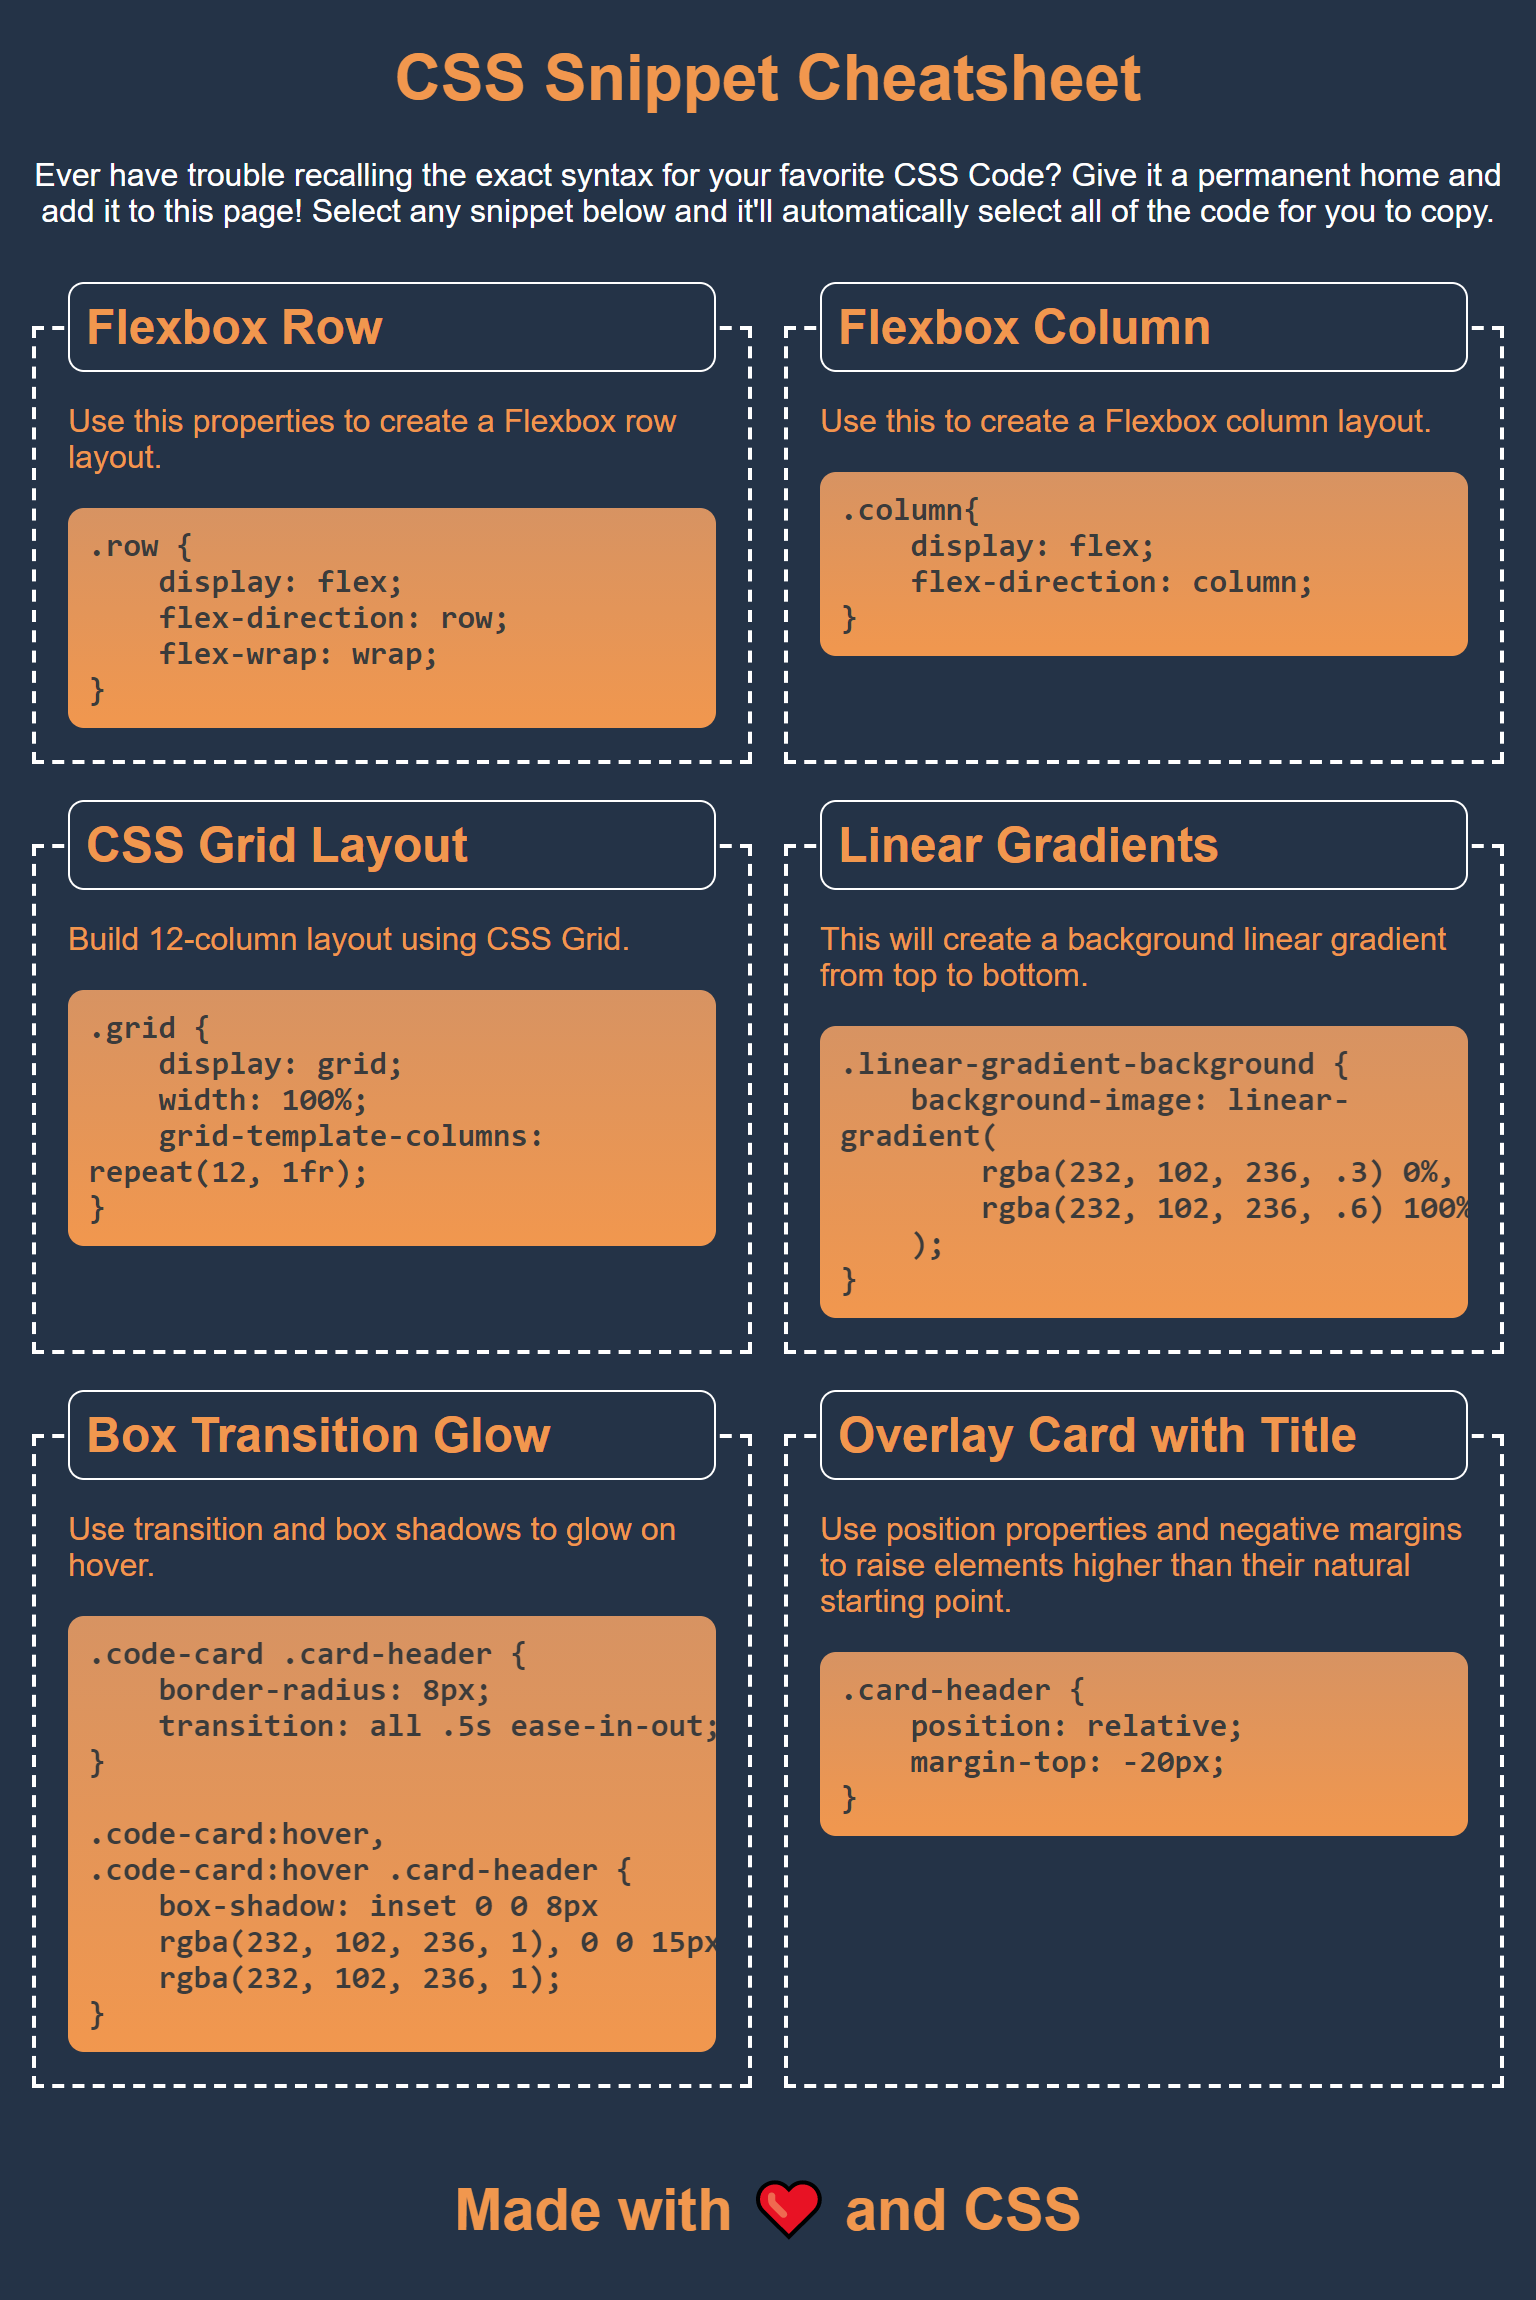 CSS Snippet Cheatsheet
Ever have trouble recalling the exact syntax for your favorite CSS Code? Give it a permanent home and
add it to this page! Select any snippet below and it'll automatically select all of the code for you to copy.
Flexbox Row
Use this properties to create a Flexbox row
layout.
.row {
    display: flex;
    flex-direction: row;
    flex-wrap: wrap;
}
Flexbox Column
Use this to create a Flexbox column layout.
.column{
    display: flex;
    flex-direction: column;
}
CSS Grid Layout
Build 12-column layout using CSS Grid.
.grid {
    display: grid;
    width: 100%;
    grid-template-columns:
repeat(12, 1fr);
}
Linear Gradients
This will create a background linear gradient
from top to bottom.
.linear-gradient-background {
    background-image: linear-
gradient(
        rgba(232, 102, 236, .3) 0%,
        rgba(232, 102, 236, .6) 100%
    );
}
Box Transition Glow
Use transition and box shadows to glow on
hover.
.code-card .card-header {
    border-radius: 8px;
    transition: all .5s ease-in-out;
}
.code-card:hover,
.code-card:hover .card-header {
    box-shadow: inset 0 0 8px
    rgba(232, 102, 236, 1), 0 0 15px
    rgba(232, 102, 236, 1);
}
Overlay Card with Title
Use position properties and negative margins
to raise elements higher than their natural
starting point.
.card-header {
    position: relative;
    margin-top: -20px;
}
Made with and CSS